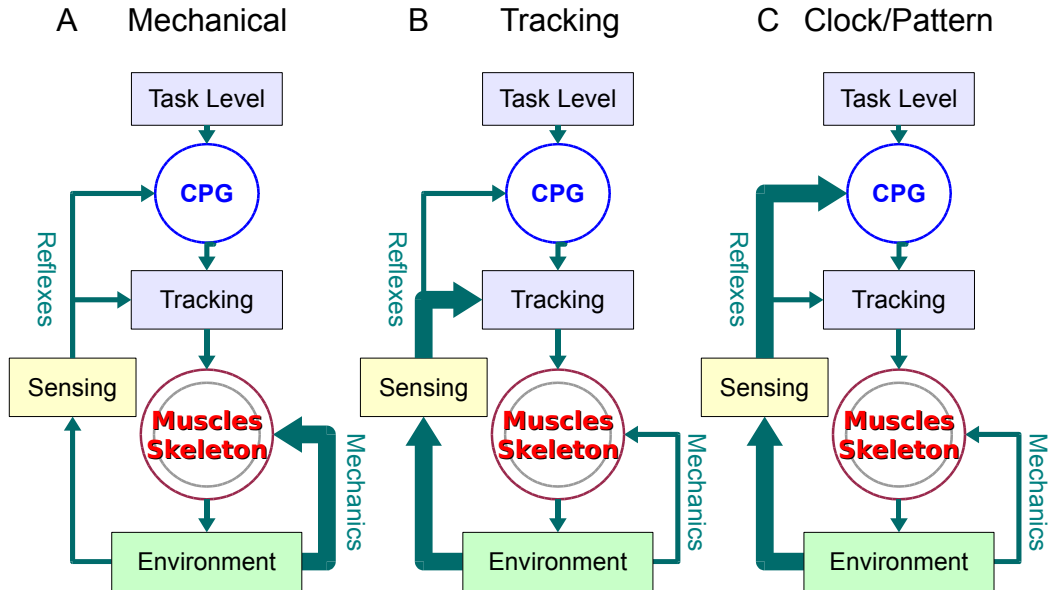 A Mechanical
Task Level
CPG
Reflexes
Tracking
Sensing
Muscles
Skeleton
Mechanics
Environment
B Tracking
Task Level
CPG
Reflexes
Tracking
Sensing
Muscles
Skeleton
Mechanics
Environment
C Clock/Pattern
Task Level
CPG
Reflexes
Tracking
Sensing
Muscles
Skeleton
Mechanics
Environment